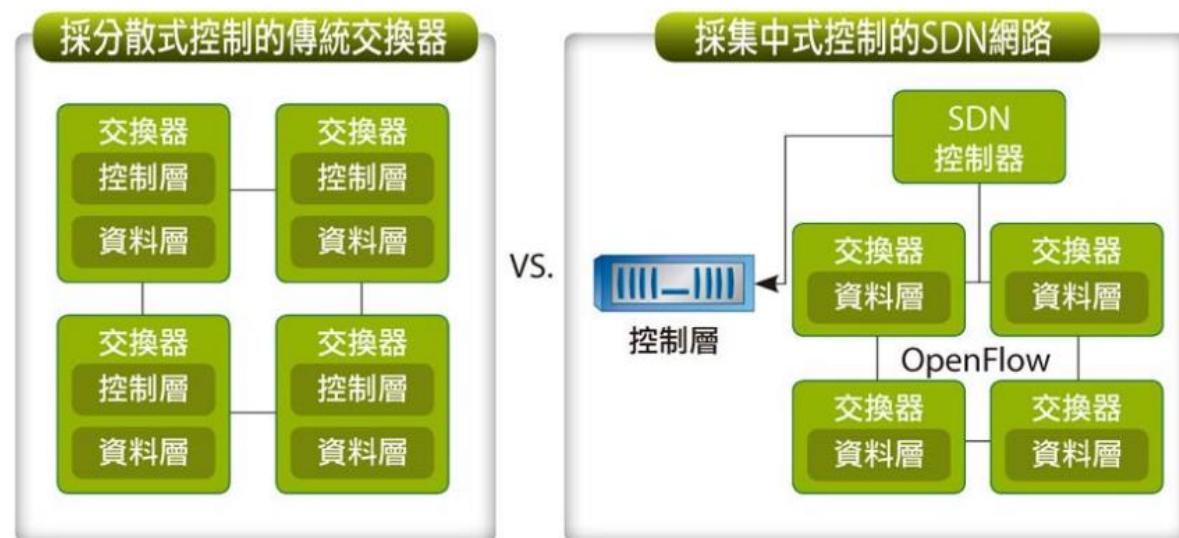 採分散式控制的傳統交換器
交換器
控制層
資料層
交換器
控制層
資料層
交換器
控制層
資料層
交換器
控制層
資料層
VS.
採集中式控制的SDN網路
SDN
控制器
控制層
交換器
資料層
交換器
資料層
OpenFlow
交換器
資料層
交換器
資料層